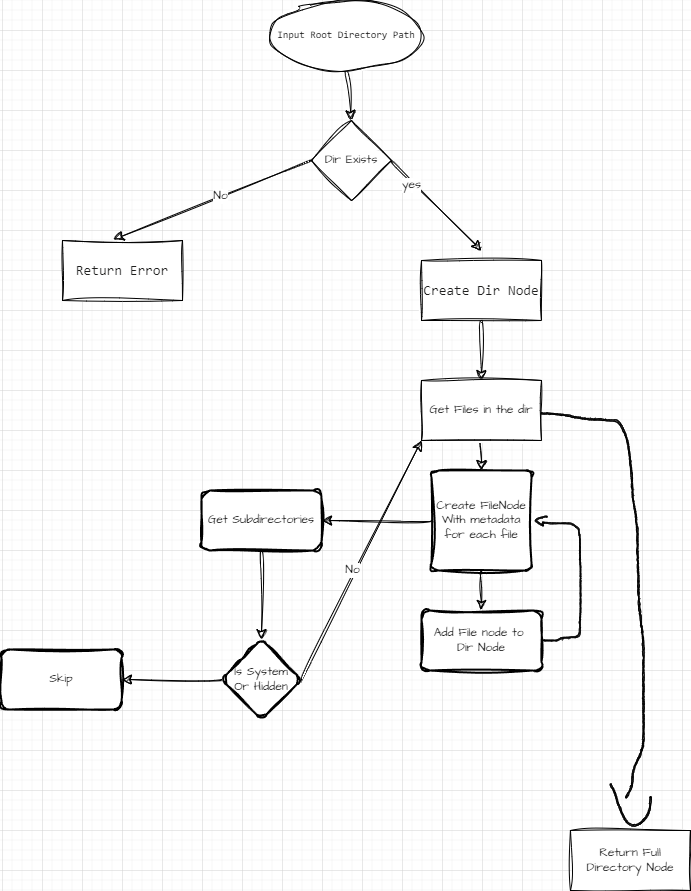 Input Root Directory Path
Dir Exists
No
yes
Return Error
Create Dir Node
Get Files in the dir
Create FileNode
With metadata
for each file
Get Subdirectories
No
Add File node to
Dir Node
Is System
Or Hidden
Skip
Return Full
Directory Node